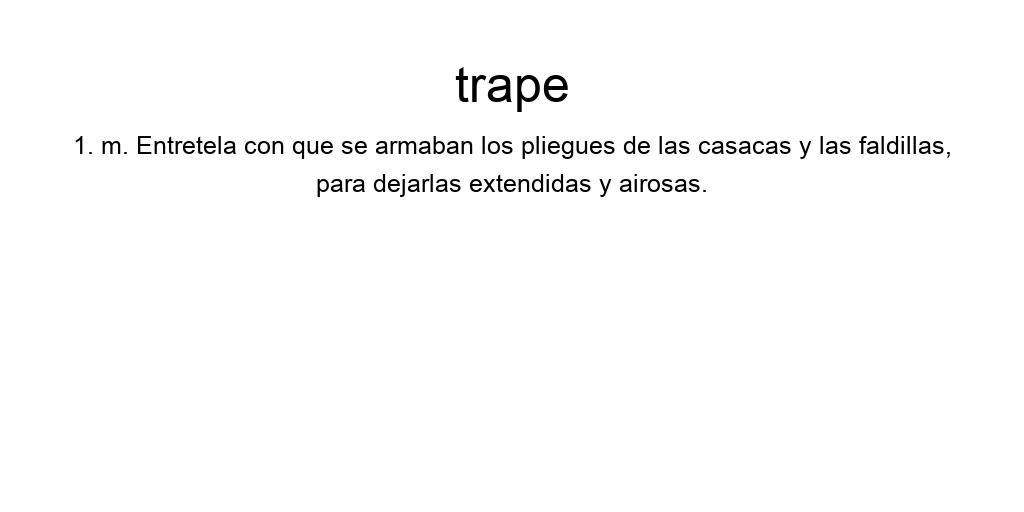 trape
1. m. Entretela con que se armaban los pliegues de las casacas y las faldillas,
para dejarlas extendidas y airosas.